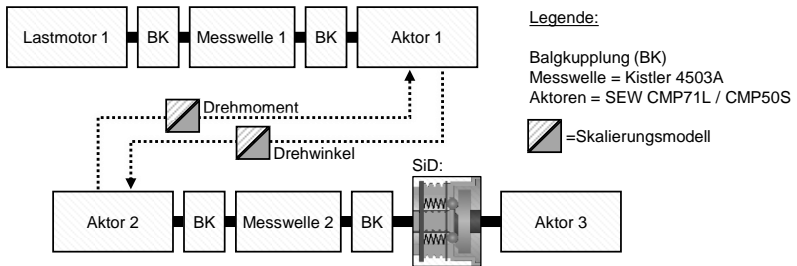 Lastmotor 1
BK
Messwelle 1
BK
Aktor 1
Legende:
Balgkupplung (BK)
Messwelle = Kistler 4503A
Aktoren = SEW CMP71L / CMP50S
=Skalierungsmodell
Drehmoment
Drehwinkel
SiD:
Aktor 2
BK
Messwelle 2
BK
Aktor 3